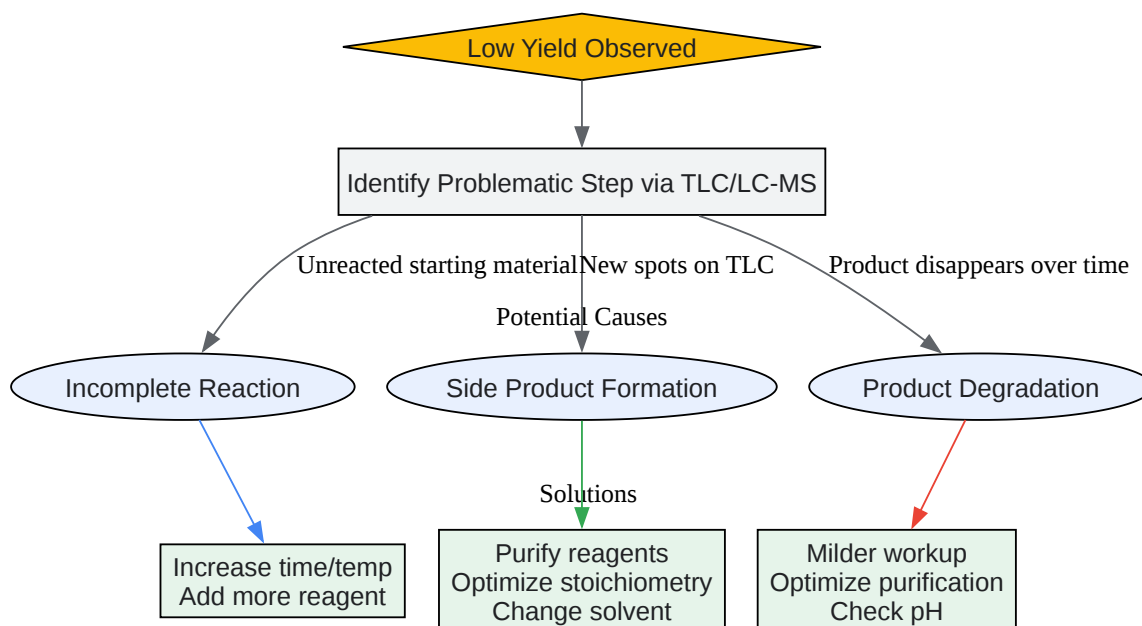 Low Yield Observed
Identify Problematic Step via TLC/LC-MS
Unreacted starting material
New spots on TLC
Product disappears over time
Potential Causes
Incomplete Reaction
Side Product Formation
Product Degradation
Solutions
Increase time/temp
Add more reagent
Purify reagents
Optimize stoichiometry
Change solvent
Milder workup
Optimize purification
Check pH